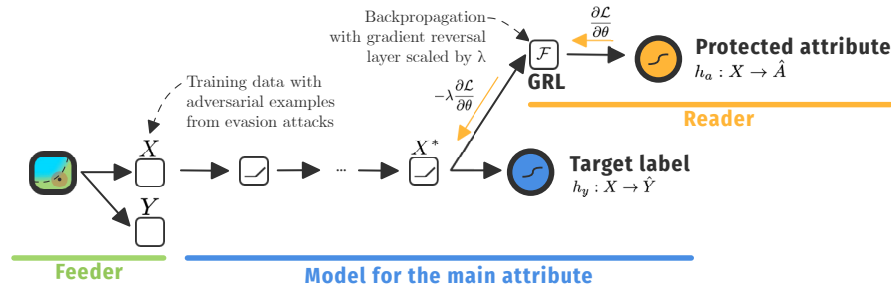 Backpropagation
with gradient reversal
layer scaled by λ
∂ℒ
∂θ
ℱ
GRL
Protected attribute
h_a : X → Â
Reader
Training data with
adversarial examples
from evasion attacks
-λ ∂ℒ
∂θ
X
...
X*
Target label
h_y : X → Ŷ
Y
Feeder
Model for the main attribute